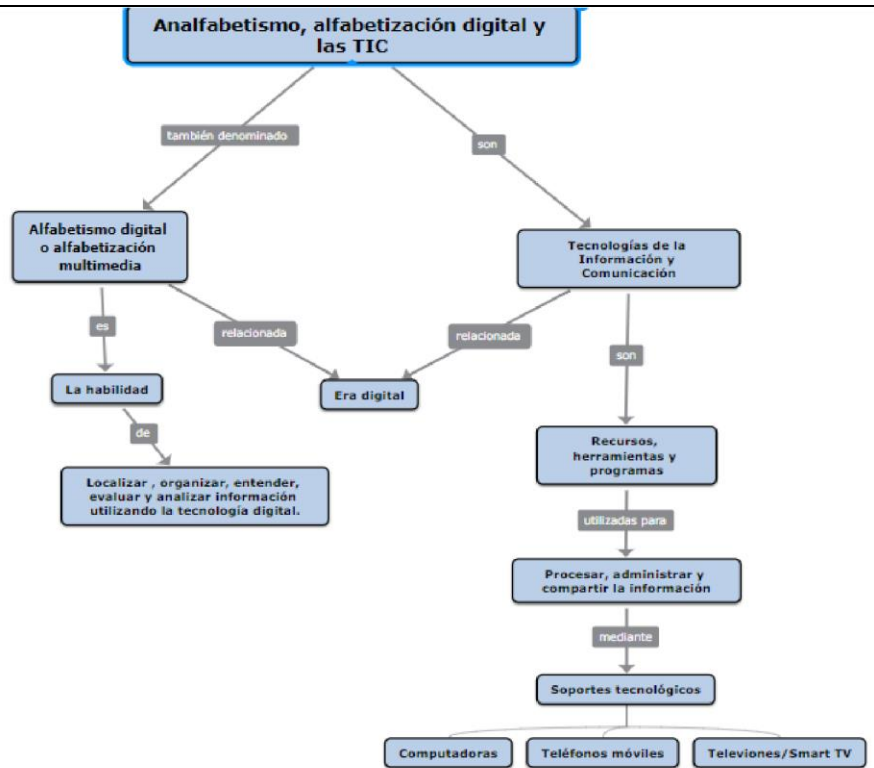 Analfabetismo, alfabetización digital y
las TIC
también denominado
son
Alfabetismo digital
o alfabetización
multimedia
Tecnologías de la
Información y
Comunicación
es
relacionada
relacionada
son
La habilidad
Era digital
de
Recursos,
herramientas y
programas
Localizar , organizar, entender,
evaluar y analizar información
utilizando la tecnología digital.
utilizadas para
Procesar, administrar y
compartir la información
mediante
Soportes tecnológicos
Computadoras
Teléfonos móviles
Televiones/Smart TV